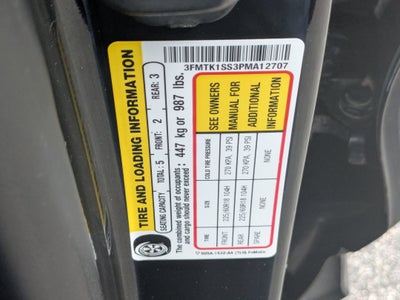 3FMTK1SS3PMA12707
TIRE AND LOADING INFORMATION
SEATING CAPACITY TOTAL : 5 FRONT: 2 REAR: 3
The combined weight of occupants
and cargo should never exceed : 447 kg or 987 lbs.
TIRE SIZE COLD TIRE PRESSURE
FRONT 225/60R18 104H 270 KPA, 39 PSI
REAR 225/60R18 104H 270 KPA, 39 PSI
SPARE NONE NONE
SEE OWNERS
MANUAL FOR
ADDITIONAL
INFORMATION